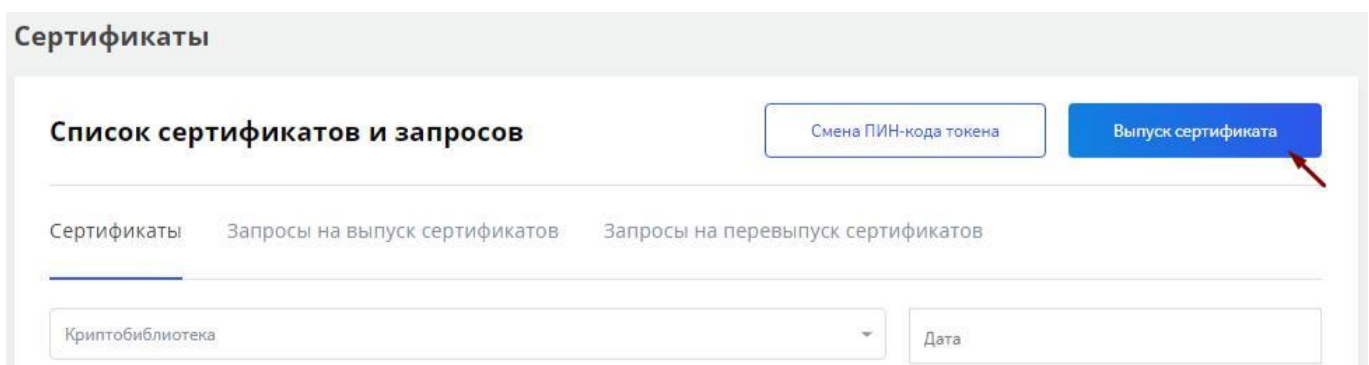 Сертификаты
Список сертификатов и запросов
Смена ПИН-кода токена
Выпуск сертификата
Сертификаты
Запросы на выпуск сертификатов
Запросы на перевыпуск сертификатов
Криптобиблиотека
Дата